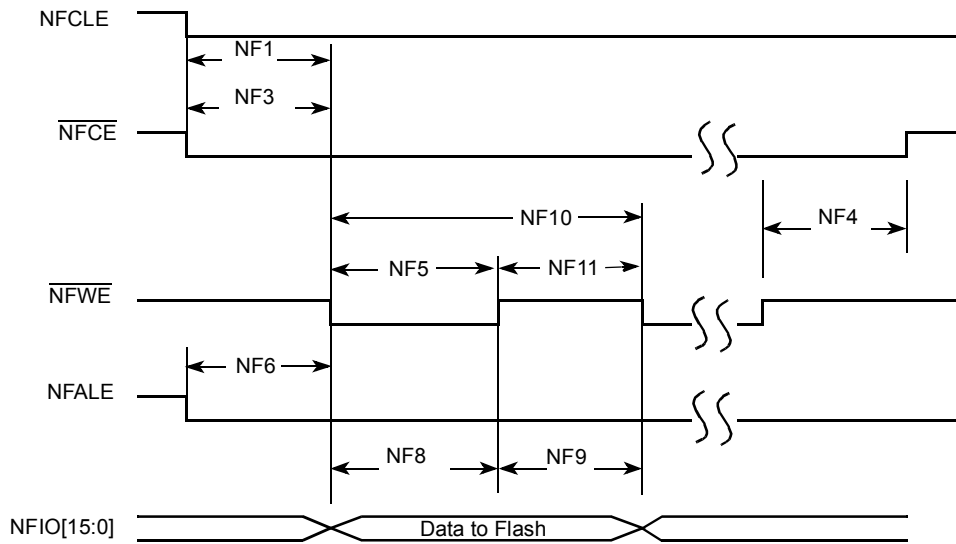 NFCLE
NF1
NF3
NFCE
NF10
NF4
NF5
NF11
NFWE
NF6
NFALE
NF8
NF9
NFIO[15:0]
Data to Flash